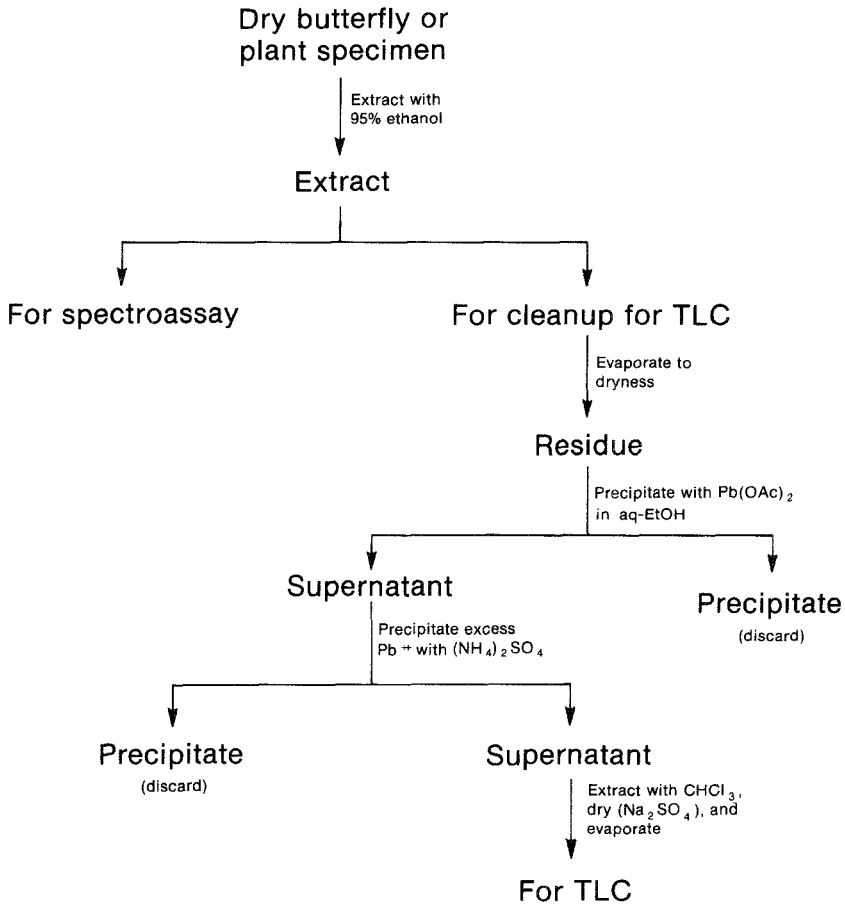 Dry butterfly or
plant specimen
Extract with
95% ethanol
Extract
For spectroassay
For cleanup for TLC
Evaporate to
dryness
Residue
Precipitate with Pb(OAc)₂
in aq-EtOH
Supernatant
Precipitate
(discard)
Precipitate excess
Pb⁺⁺ with (NH₄)₂SO₄
Precipitate
(discard)
Supernatant
Extract with CHCl₃,
dry (Na₂SO₄), and
evaporate
For TLC